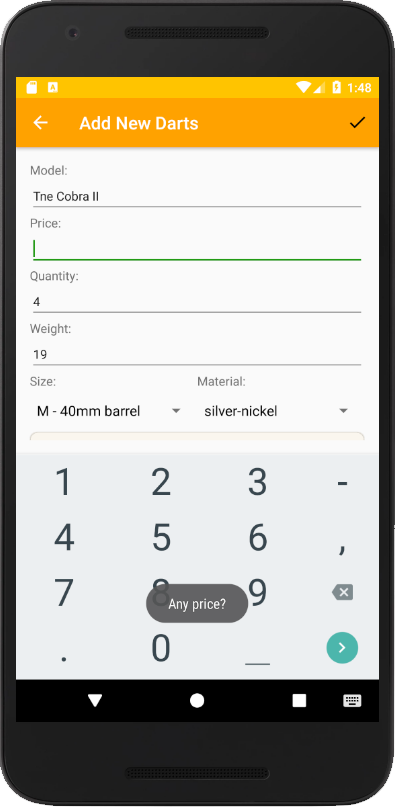 1:48
Add New Darts
Model:
Tne Cobra II
Price:
Quantity:
4
Weight:
19
Size: Material:
M - 40mm barrel silver-nickel
1 2 3 -
4 5 6 ,
7 8 9
Any price?
. 0 _